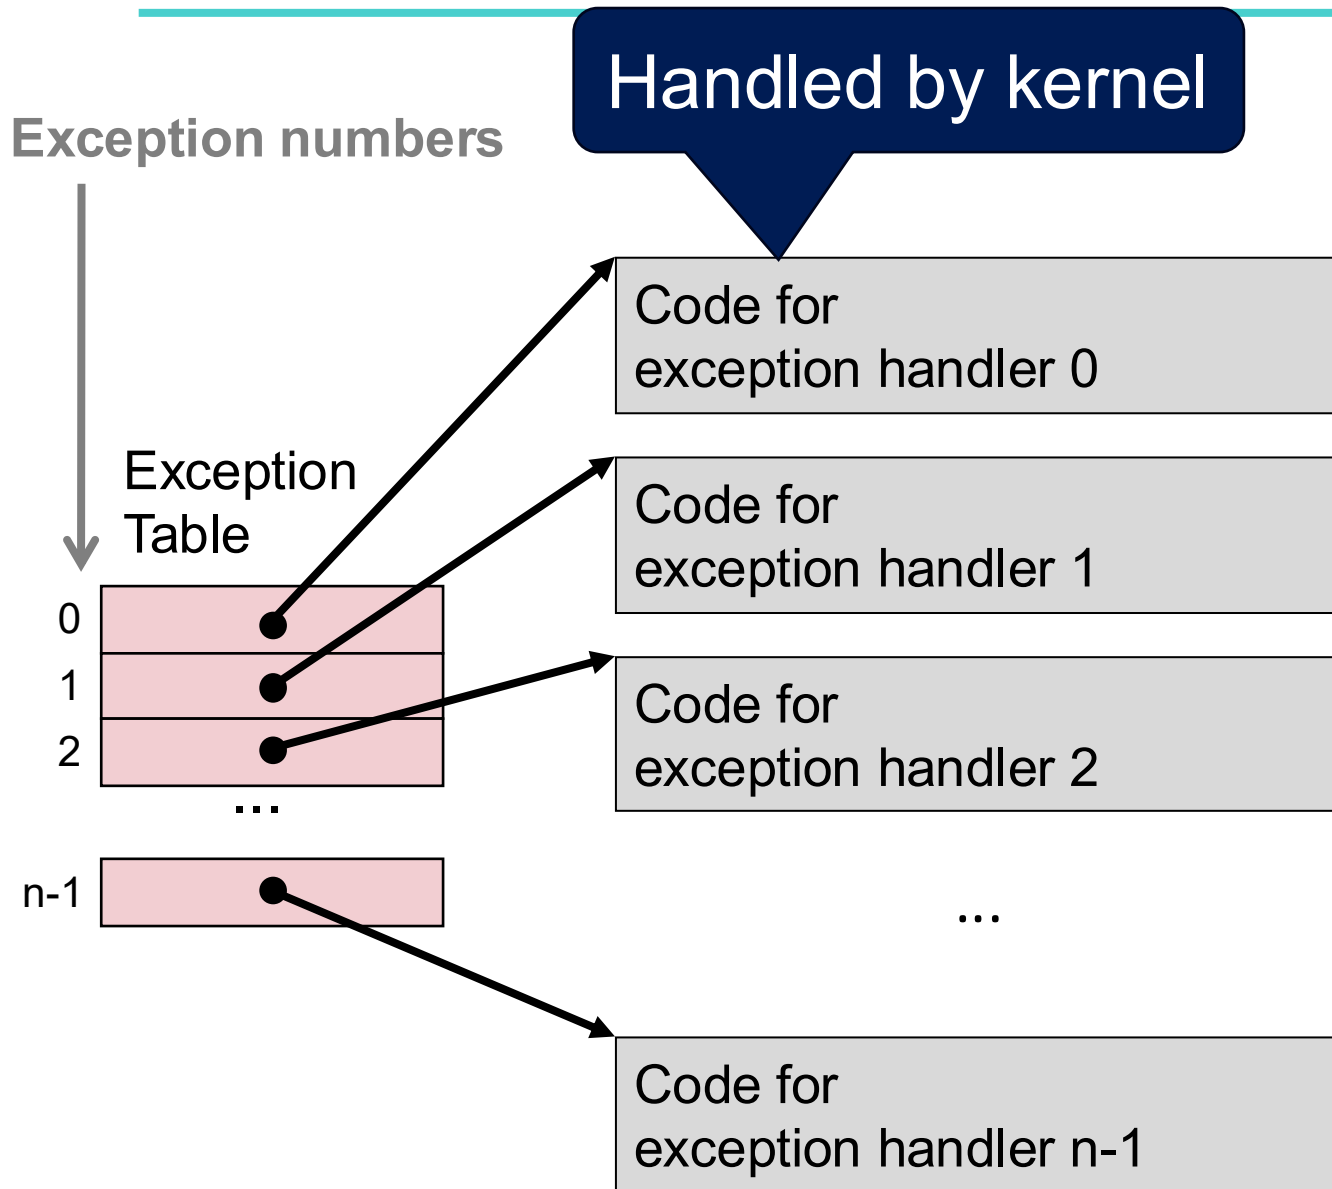 Handled by kernel
Exception numbers
Code for
exception handler 0
Exception
Table
Code for
exception handler 1
0
1
2
...
n-1
Code for
exception handler 2
...
Code for
exception handler n-1